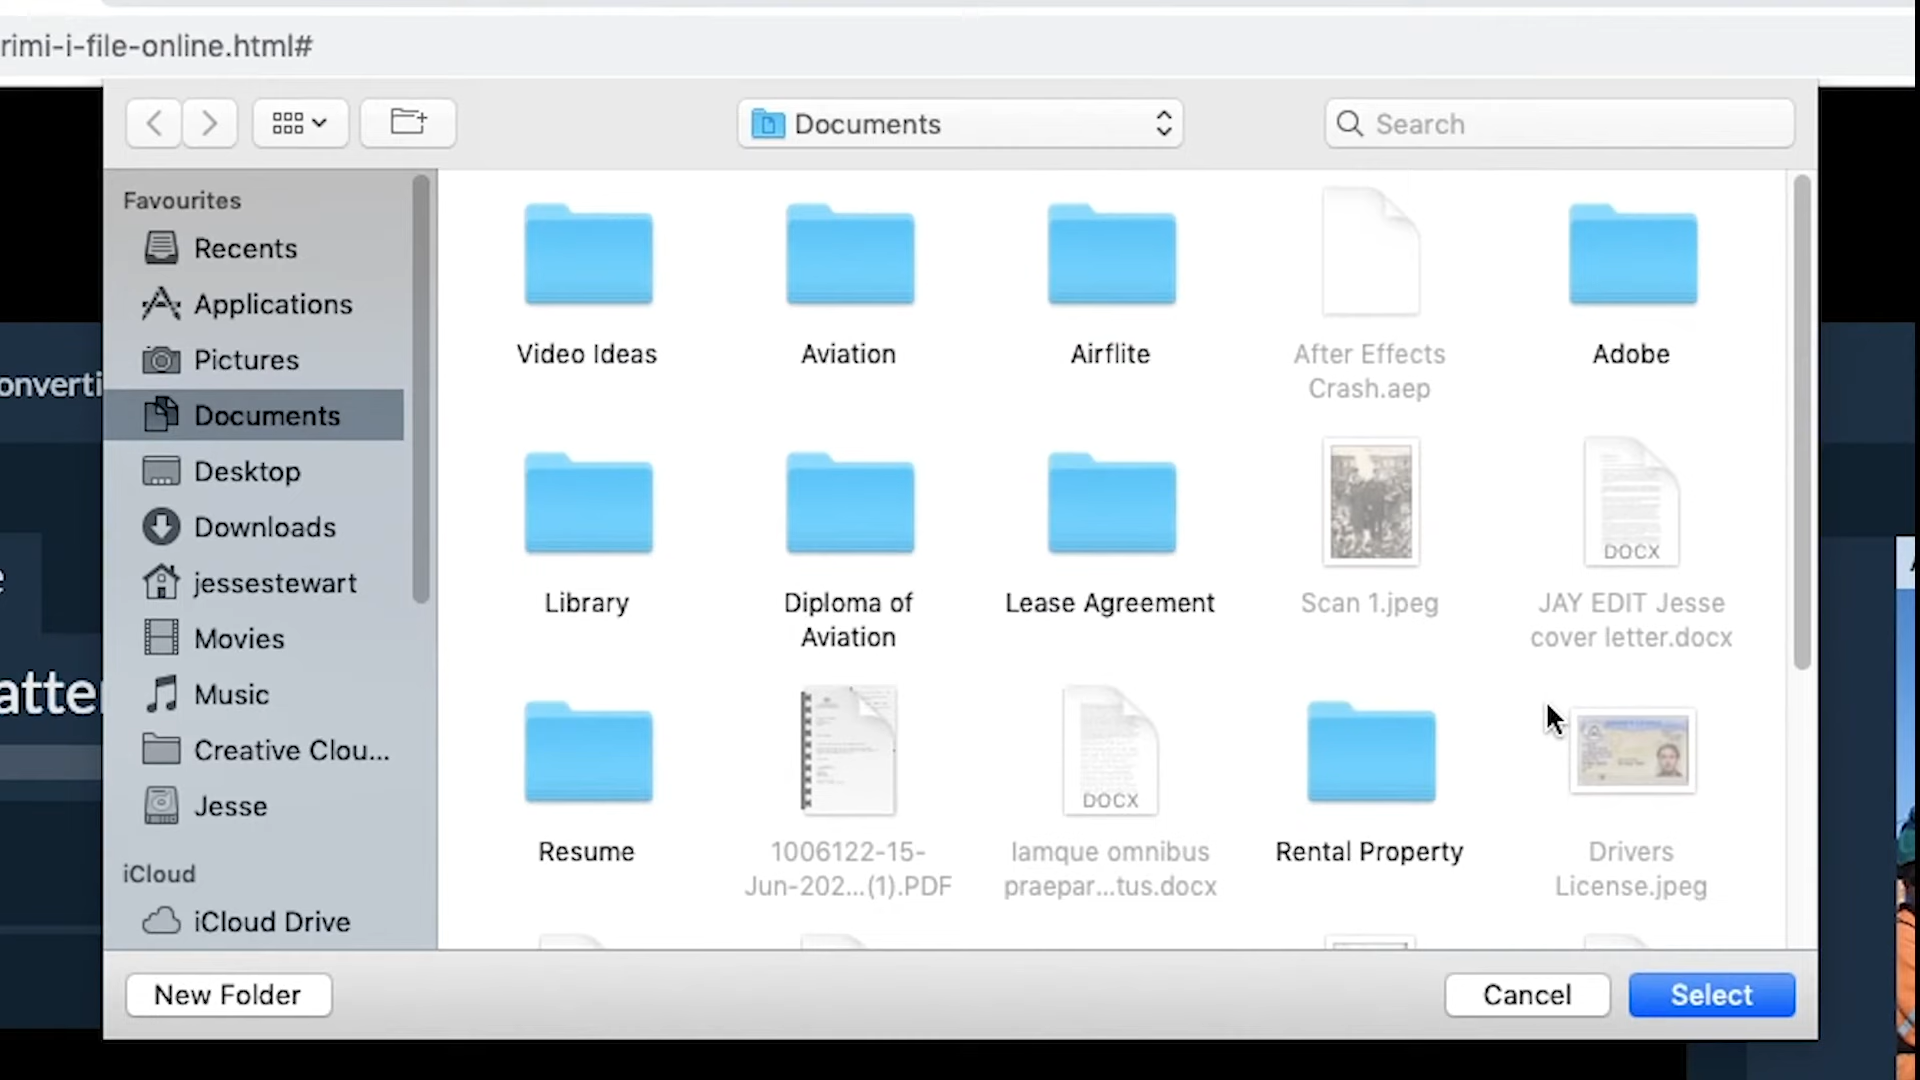 rimi-i-file-online.html#
Documents
Search
Favourites
Recents
Applications
Pictures
Documents
Desktop
Downloads
jessestewart
Movies
Music
Creative Clou...
Jesse
iCloud
iCloud Drive
Video Ideas
Aviation
Airflite
After Effects
Crash.aep
Adobe
Library
Diploma of
Aviation
Lease Agreement
Scan 1.jpeg
DOCX
JAY EDIT Jesse
cover letter.docx
Resume
1006122-15-
Jun-202...(1).PDF
DOCX
Iamque omnibus
praepar...tus.docx
Rental Property
Drivers
License.jpeg
onverti
atter
New Folder
Cancel
Select